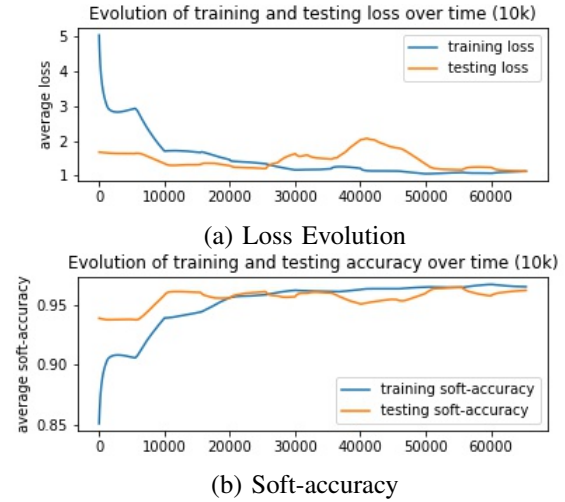 Evolution of training and testing loss over time (10k)
average loss
5
4
3
2
1
training loss
testing loss
0 10000 20000 30000 40000 50000 60000
(a) Loss Evolution
Evolution of training and testing accuracy over time (10k)
average soft-accuracy
0.95
0.90
0.85
training soft-accuracy
testing soft-accuracy
0 10000 20000 30000 40000 50000 60000
(b) Soft-accuracy